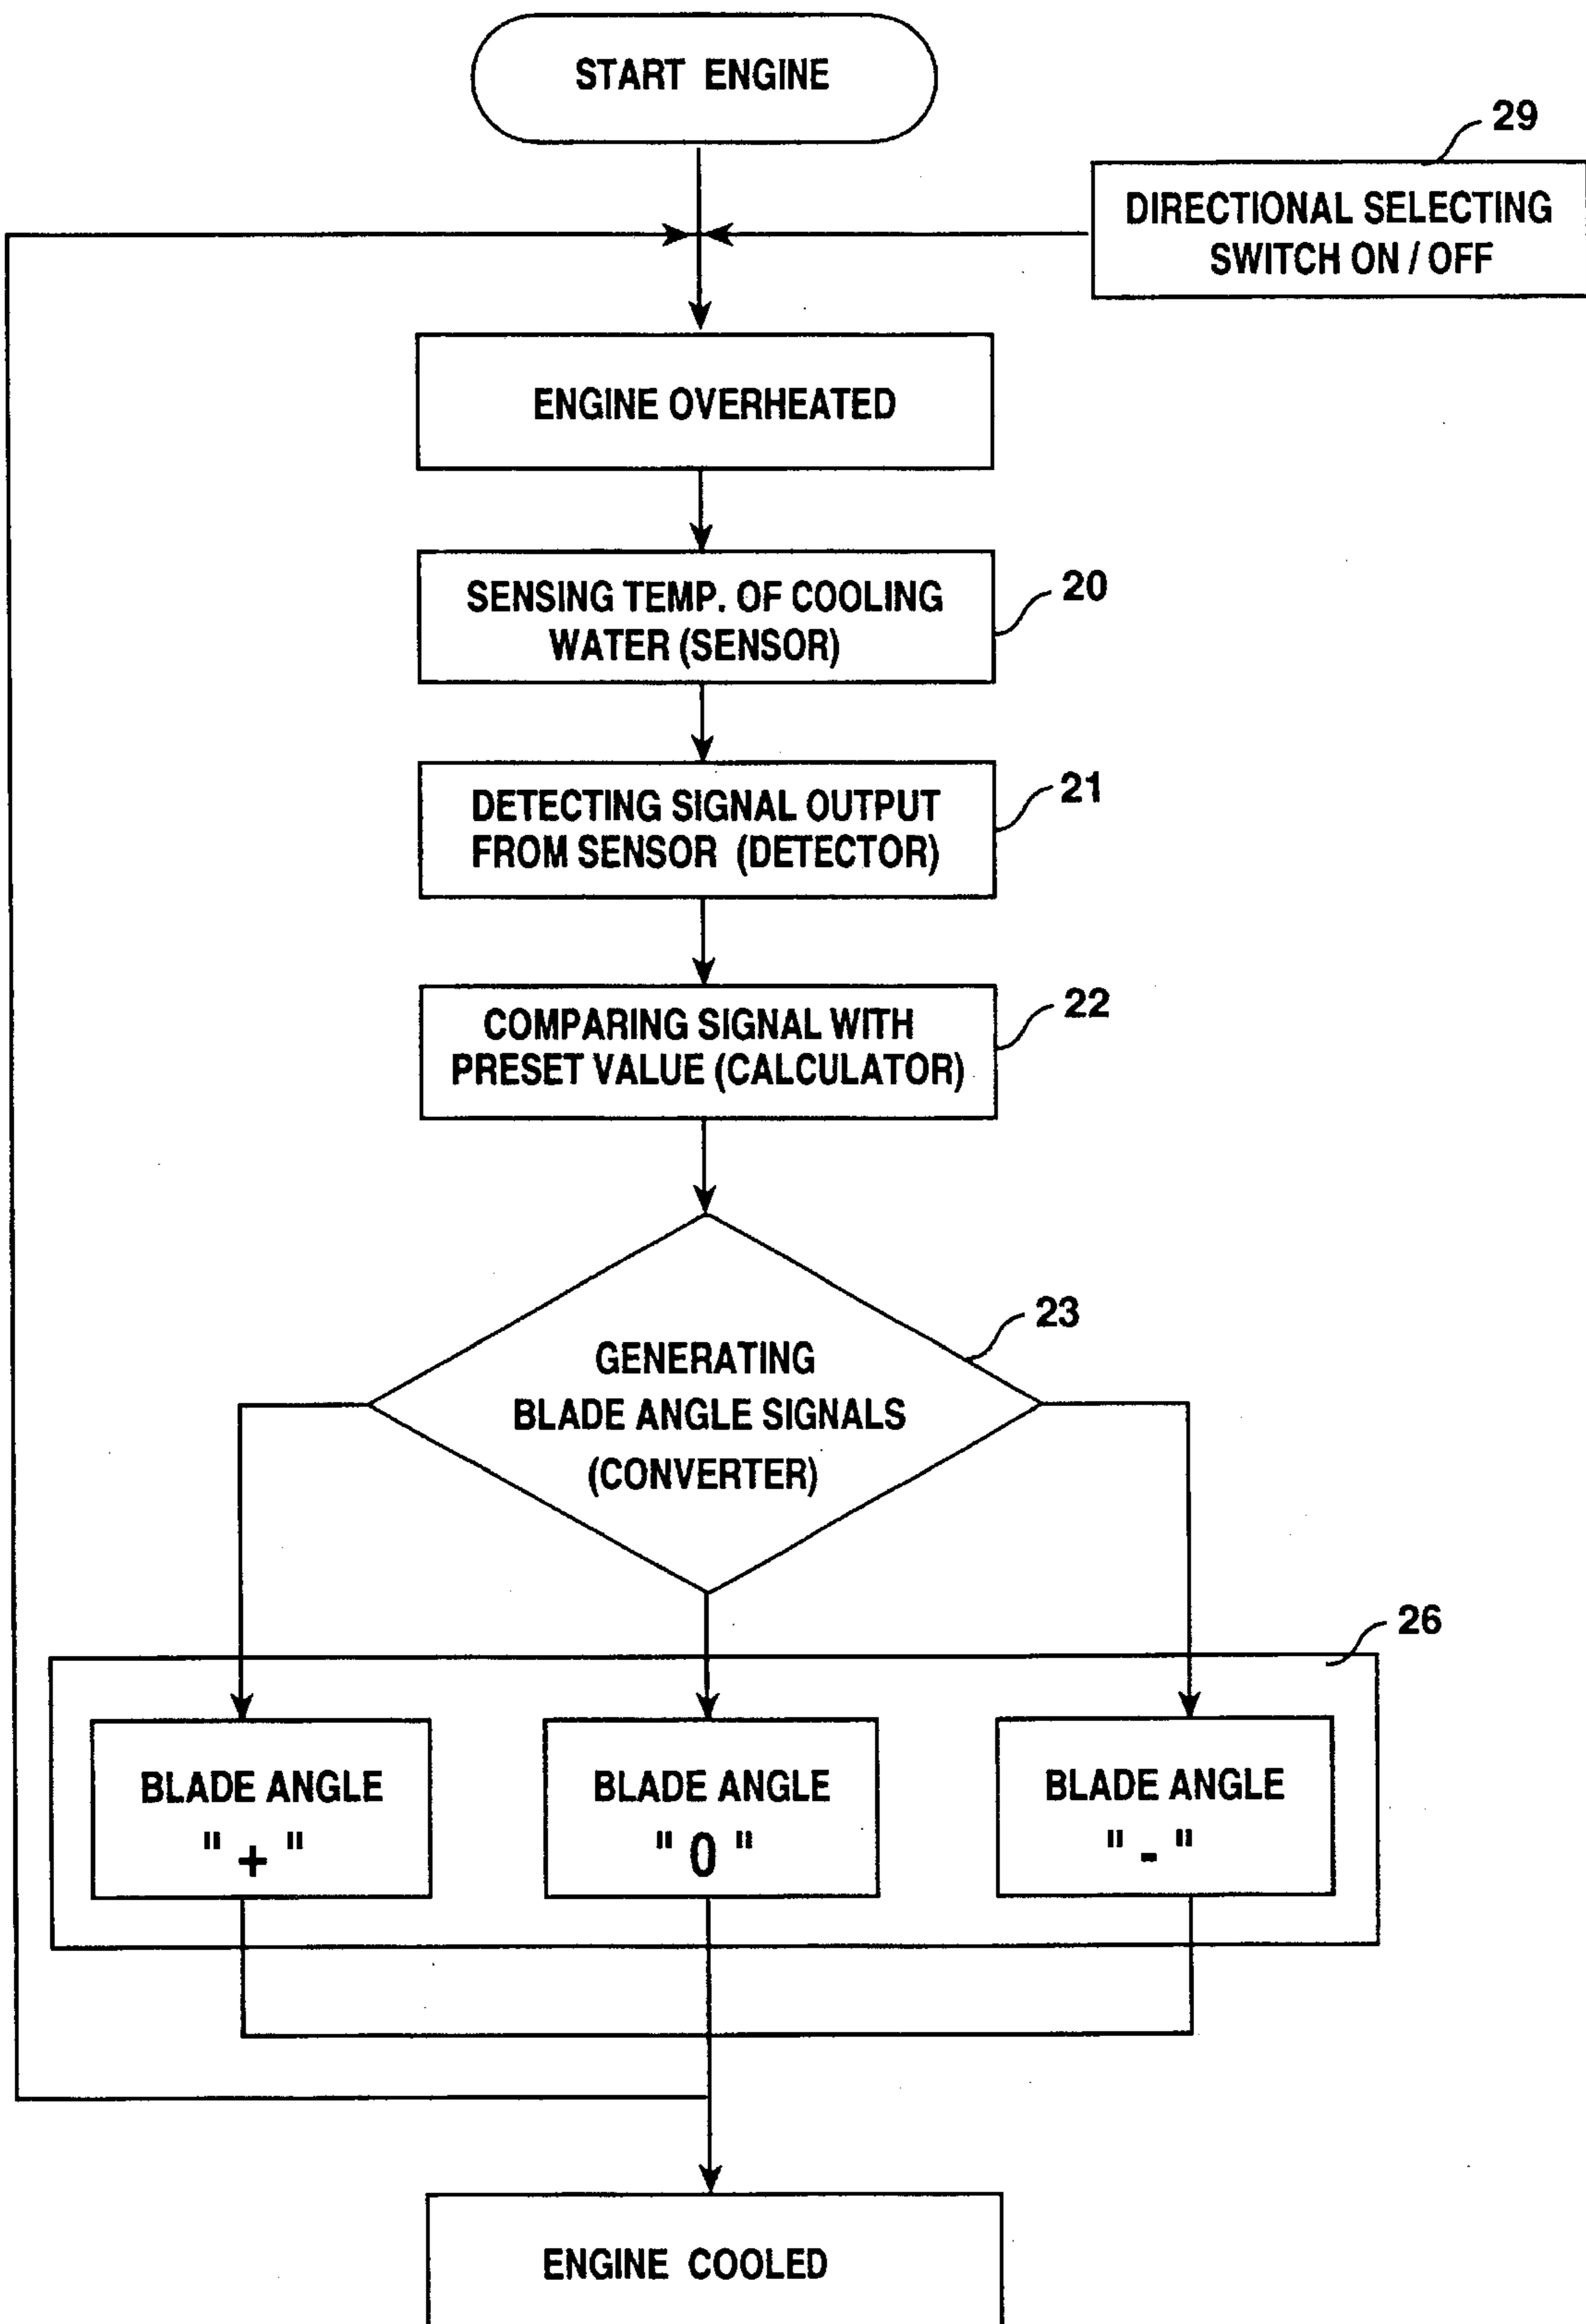 START ENGINE
29
DIRECTIONAL SELECTING
SWITCH ON / OFF
ENGINE OVERHEATED
20
SENSING TEMP. OF COOLING
WATER (SENSOR)
21
DETECTING SIGNAL OUTPUT
FROM SENSOR (DETECTOR)
22
COMPARING SIGNAL WITH
PRESET VALUE (CALCULATOR)
23
GENERATING
BLADE ANGLE SIGNALS
(CONVERTER)
26
BLADE ANGLE
" + "
BLADE ANGLE
" 0 "
BLADE ANGLE
" - "
ENGINE COOLED